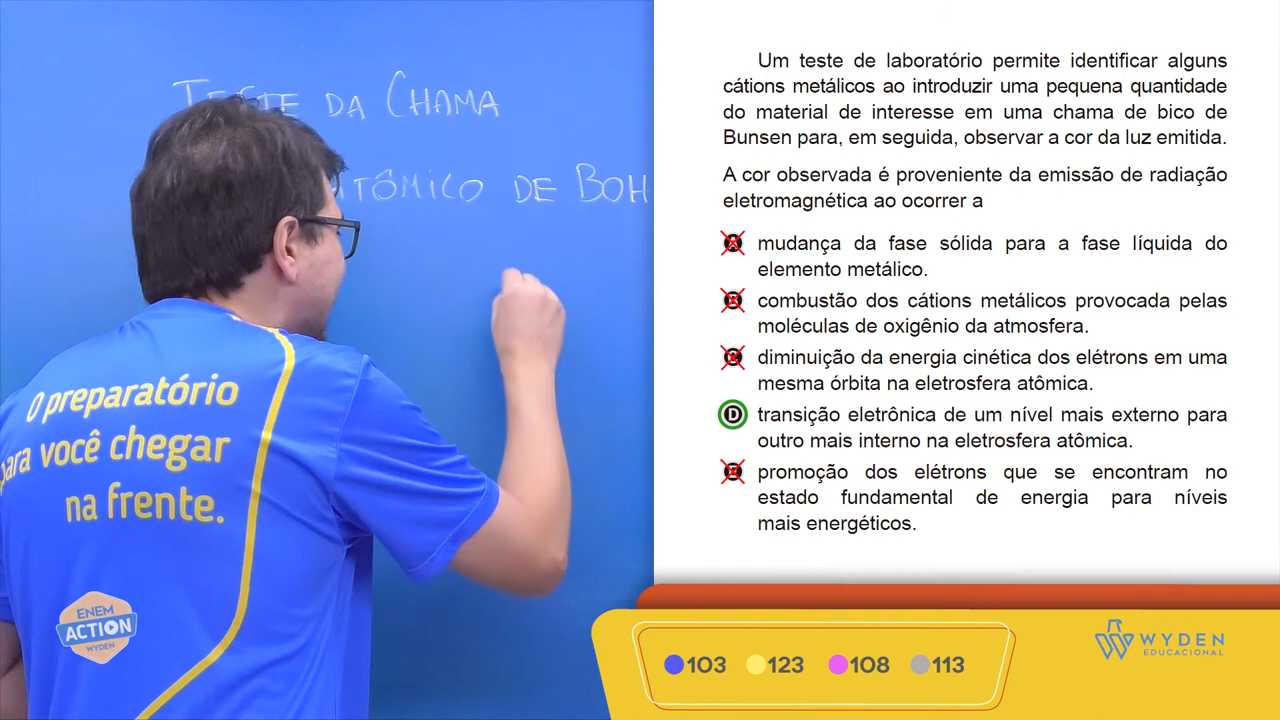 TESTE DA CHAMA
ATÔMICO DE BOH
O preparatório
para você chegar
na frente.
ENEM
ACTION
WYDEN
Um teste de laboratório permite identificar alguns
cátions metálicos ao introduzir uma pequena quantidade
do material de interesse em uma chama de bico de
Bunsen para, em seguida, observar a cor da luz emitida.
A cor observada é proveniente da emissão de radiação
eletromagnética ao ocorrer a
mudança da fase sólida para a fase líquida do
elemento metálico.
combustão dos cátions metálicos provocada pelas
moléculas de oxigênio da atmosfera.
diminuição da energia cinética dos elétrons em uma
mesma órbita na eletrosfera atômica.
D transição eletrônica de um nível mais externo para
outro mais interno na eletrosfera atômica.
promoção dos elétrons que se encontram no
estado fundamental de energia para níveis
mais energéticos.
103 123 108 113
WYDEN
EDUCACIONAL